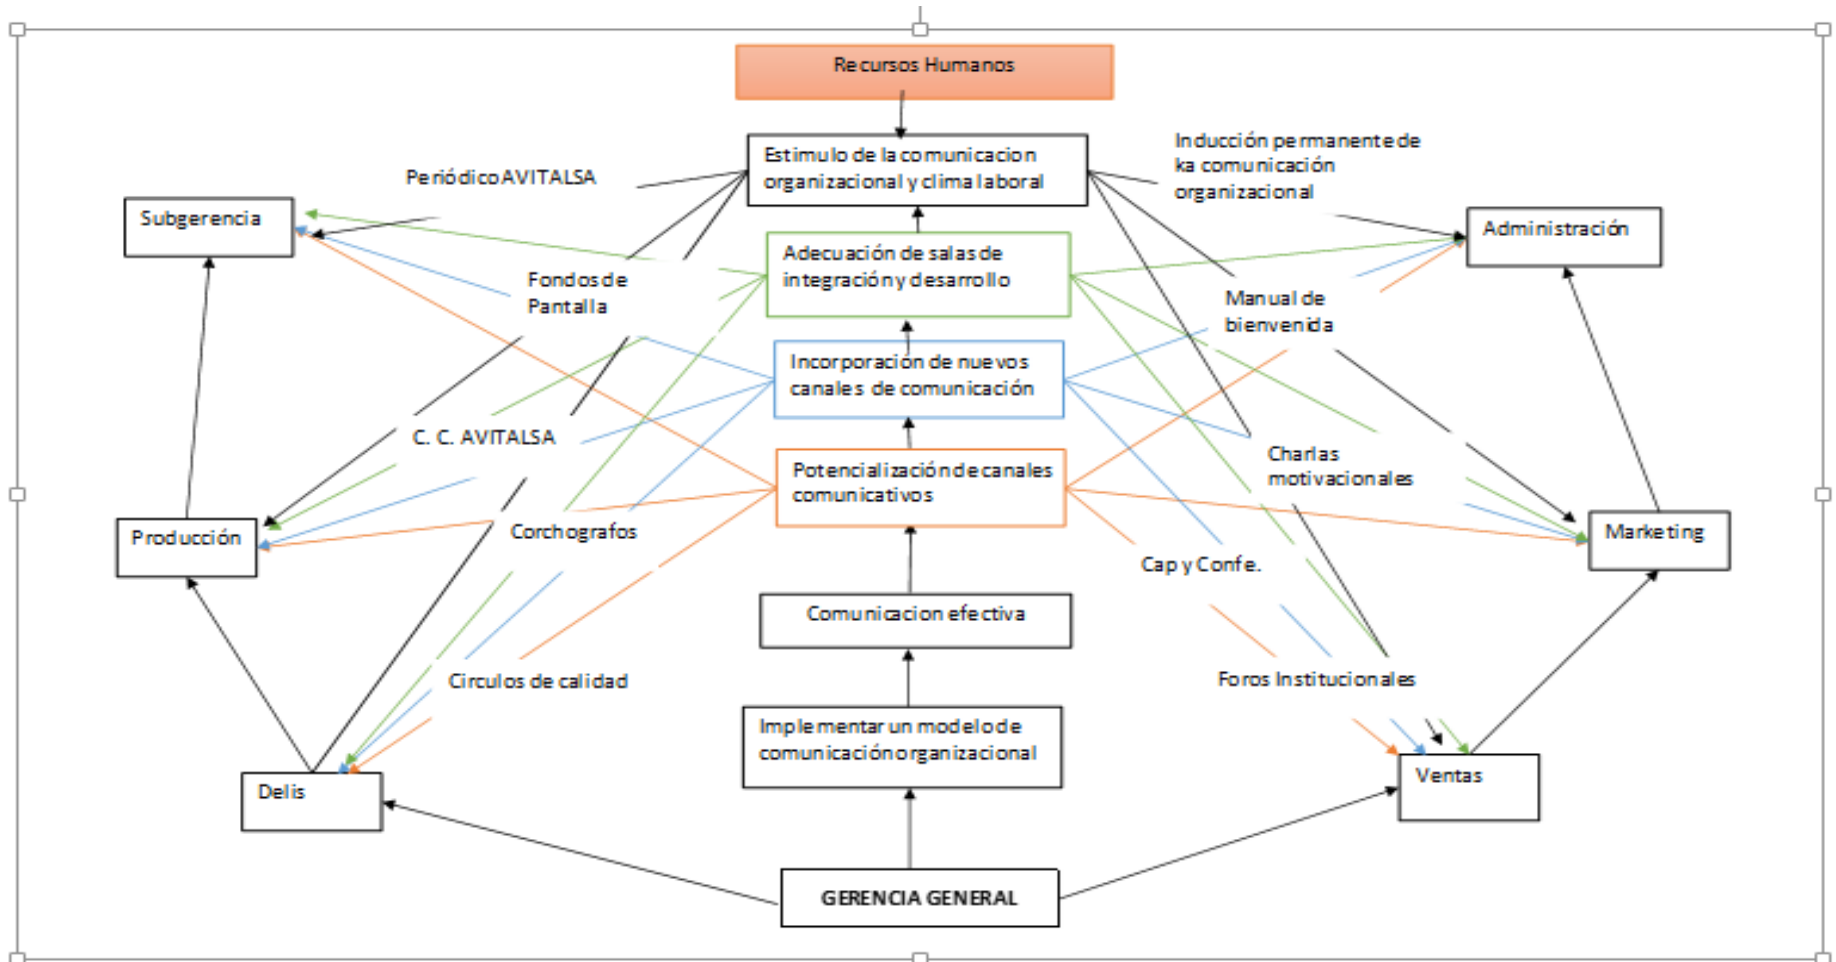 Recursos Humanos
Estimulo de la comunicacion
organizacional y clima laboral
Inducción permanente de
ka comunicación
organizacional
Periódico AVITALSA
Subgerencia
Administración
Adecuación de salas de
integración y desarrollo
Fondos de
Pantalla
Manual de
bienvenida
Incorporación de nuevos
canales de comunicación
C. C. AVITALSA
Charlas
motivacionales
Potencialización de canales
comunicativos
Producción
Corchografos
Marketing
Cap y Confe.
Comunicacion efectiva
Circulos de calidad
Foros Institucionales
Implementar un modelo de
comunicación organizacional
Delis
Ventas
GERENCIA GENERAL